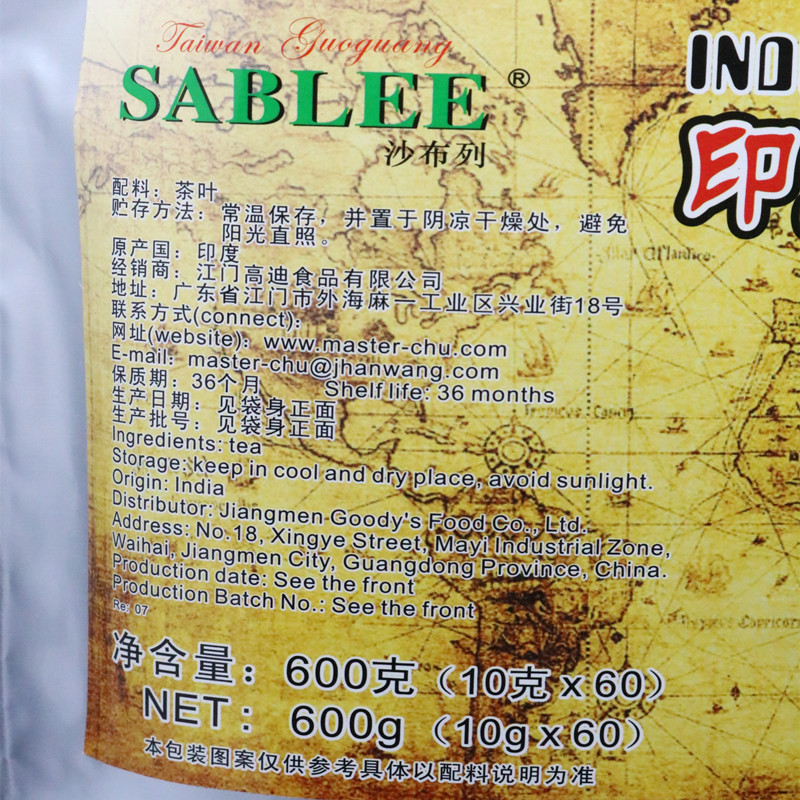 Taiwan Guoguang
SABLEE®
沙布列
IND
印
配料：茶叶
贮存方法：常温保存，并置于阴凉干燥处，避免
阳光直照。
原产国：印度
经销商：江门高迪食品有限公司
地址：广东省江门市外海麻一工业区兴业街18号
联系方式(connect)：
网址(website)：www.master-chu.com
E-mail：master-chu@jhanwang.com
保质期：36个月 Shelf life: 36 months
生产日期：见袋身正面
生产批号：见袋身正面
Ingredients: tea
Storage: keep in cool and dry place, avoid sunlight.
Origin: India
Distributor: Jiangmen Goody's Food Co., Ltd.
Address: No.18, Xingye Street, Mayi Industrial Zone,
Waihai, Jiangmen City, Guangdong Province, China.
Production date: See the front
Production Batch No.: See the front
Re: 07
净含量：600克（10克 x 60）
NET：600g（10g x 60）
本包装图案仅供参考具体以配料说明为准